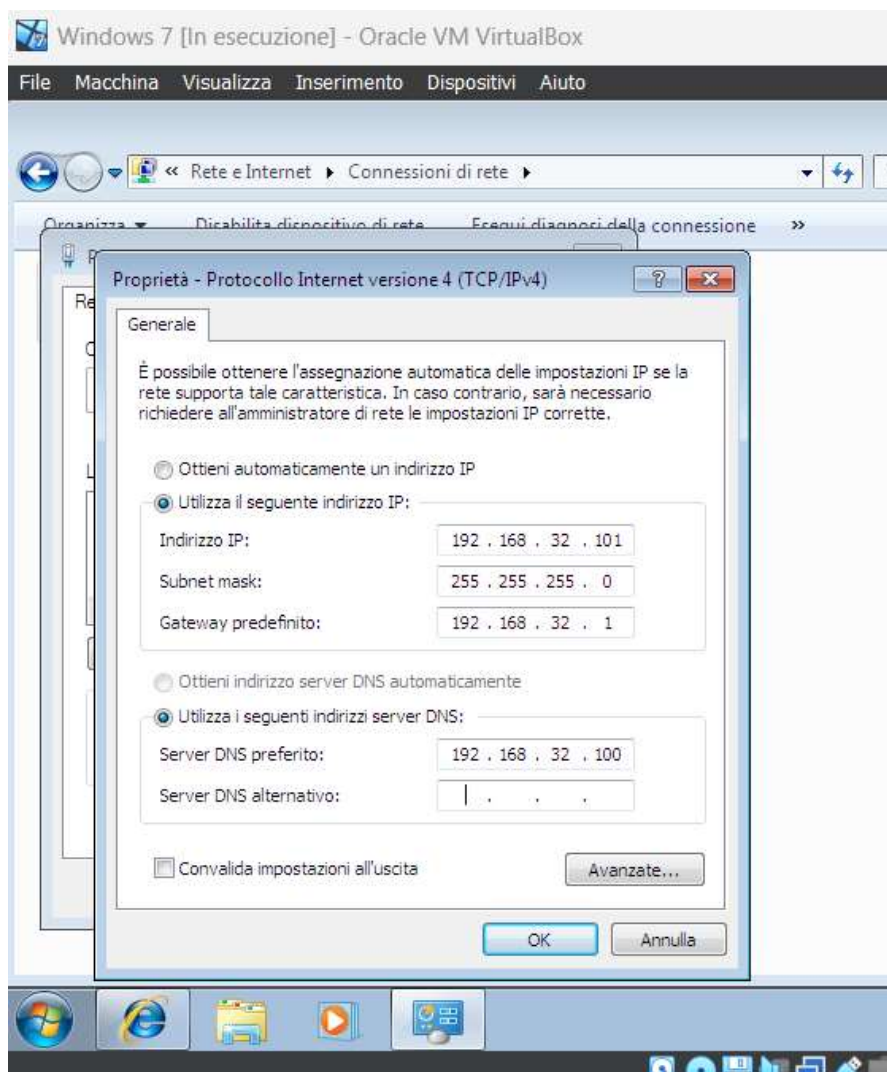 Windows 7 [In esecuzione] - Oracle VM VirtualBox
File Macchina Visualizza Inserimento Dispositivi Aiuto
« Rete e Internet Connessioni di rete
Organizza Disabilita dispositivo di rete Esegui diagnosi della connessione »
Proprietà - Protocollo Internet versione 4 (TCP/IPv4)
Generale
È possibile ottenere l'assegnazione automatica delle impostazioni IP se la
rete supporta tale caratteristica. In caso contrario, sarà necessario
richiedere all'amministratore di rete le impostazioni IP corrette.
Ottieni automaticamente un indirizzo IP
Utilizza il seguente indirizzo IP:
Indirizzo IP: 192 . 168 . 32 . 101
Subnet mask: 255 . 255 . 255 . 0
Gateway predefinito: 192 . 168 . 32 . 1
Ottieni indirizzo server DNS automaticamente
Utilizza i seguenti indirizzi server DNS:
Server DNS preferito: 192 . 168 . 32 . 100
Server DNS alternativo: . . .
Convalida impostazioni all'uscita Avanzate...
OK Annulla